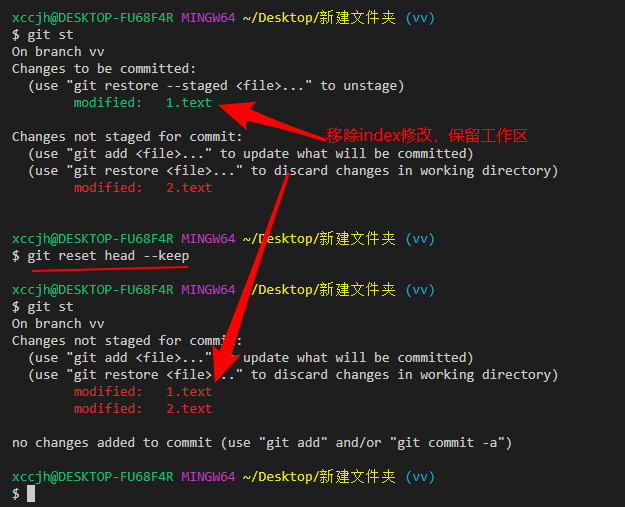 xccjh@DESKTOP-FU68F4R MINGW64 ~/Desktop/新建文件夹 (vv)
$ git st
On branch vv
Changes to be committed:
(use "git restore --staged <file>..." to unstage)
modified: 1.text
移除index修改，保留工作区
Changes not staged for commit:
(use "git add <file>..." to update what will be committed)
(use "git restore <file>..." to discard changes in working directory)
modified: 2.text
xccjh@DESKTOP-FU68F4R MINGW64 ~/Desktop/新建文件夹 (vv)
$ git reset head --keep
xccjh@DESKTOP-FU68F4R MINGW64 ~/Desktop/新建文件夹 (vv)
$ git st
On branch vv
Changes not staged for commit:
(use "git add <file>..." update what will be committed)
(use "git restore <file>..." to discard changes in working directory)
modified: 1.text
modified: 2.text
no changes added to commit (use "git add" and/or "git commit -a")
xccjh@DESKTOP-FU68F4R MINGW64 ~/Desktop/新建文件夹 (vv)
$